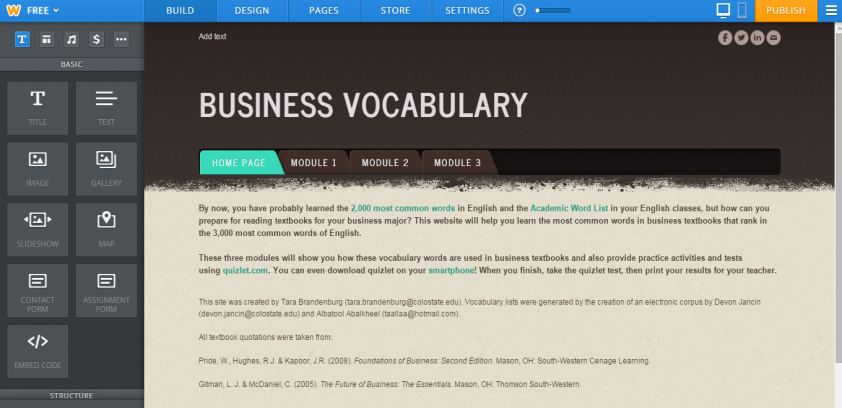 FREE BUILD DESIGN PAGES STORE SETTINGS ? PUBLISH
T $
Add text
BASIC
BUSINESS VOCABULARY
TITLE TEXT
IMAGE GALLERY
SLIDESHOW MAP
CONTACT FORM ASSIGNMENT FORM
EMBED CODE
STRUCTURE
HOME PAGE MODULE 1 MODULE 2 MODULE 3
By now, you have probably learned the 2,000 most common words in English and the Academic Word List in your English classes, but how can you
prepare for reading textbooks for your business major? This website will help you learn the most common words in business textbooks that rank in
the 3,000 most common words of English.
These three modules will show you how these vocabulary words are used in business textbooks and also provide practice activities and tests
using quizlet.com. You can even download quizlet on your smartphone! When you finish, take the quizlet test, then print your results for your teacher.
This site was created by Tara Brandenburg (tara.brandenburg@colostate.edu). Vocabulary lists were generated by the creation of an electronic corpus by Devon Jancin
(devon.jancin@colostate.edu) and Albatool Abalkheel (taallaa@hotmail.com).
All textbook quotations were taken from:
Pride, W., Hughes, R.J. & Kapoor, J.R. (2008). Foundations of Business: Second Edition. Mason, OH: South-Western Cenage Learning.
Gitman, L. J. & McDaniel, C. (2005). The Future of Business: The Essentials. Mason, OH: Thomson South-Western.